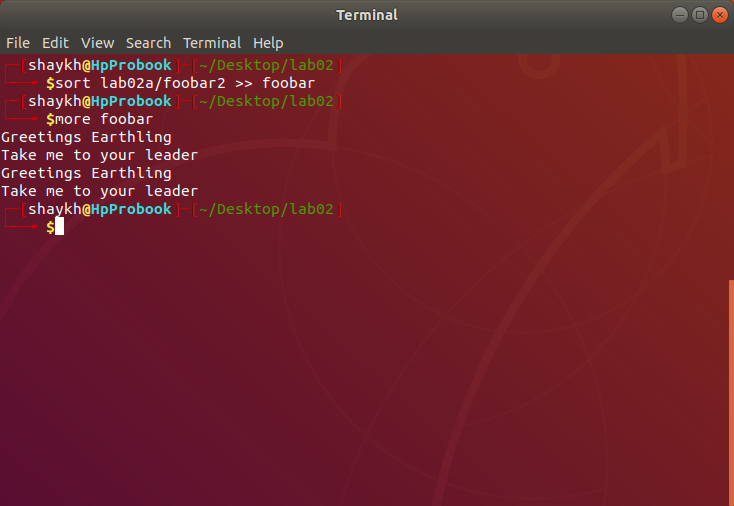 Terminal
File Edit View Search Terminal Help
┌─[shaykh@HpProbook]─[~/Desktop/lab02]
└──╼ $sort lab02a/foobar2 >> foobar
┌─[shaykh@HpProbook]─[~/Desktop/lab02]
└──╼ $more foobar
Greetings Earthling
Take me to your leader
Greetings Earthling
Take me to your leader
┌─[shaykh@HpProbook]─[~/Desktop/lab02]
└──╼ $